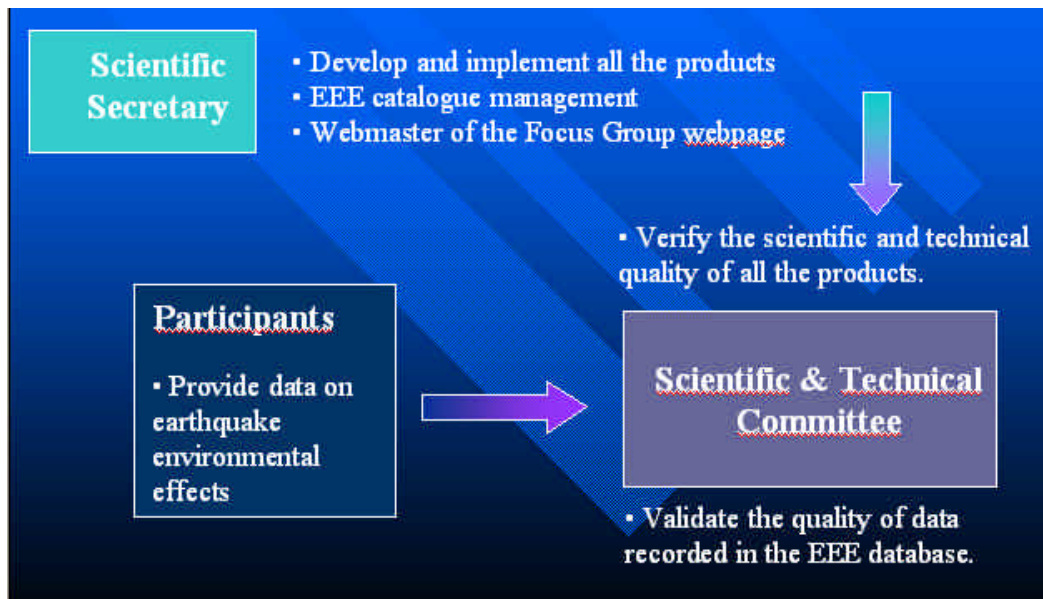 Scientific
Secretary
▪ Develop and implement all the products
▪ EEE catalogue management
▪ Webmaster of the Focus Group webpage
▪ Verify the scientific and technical
quality of all the products.
Participants
▪ Provide data on
earthquake
environmental
effects
Scientific & Technical
Committee
▪ Validate the quality of data
recorded in the EEE database.